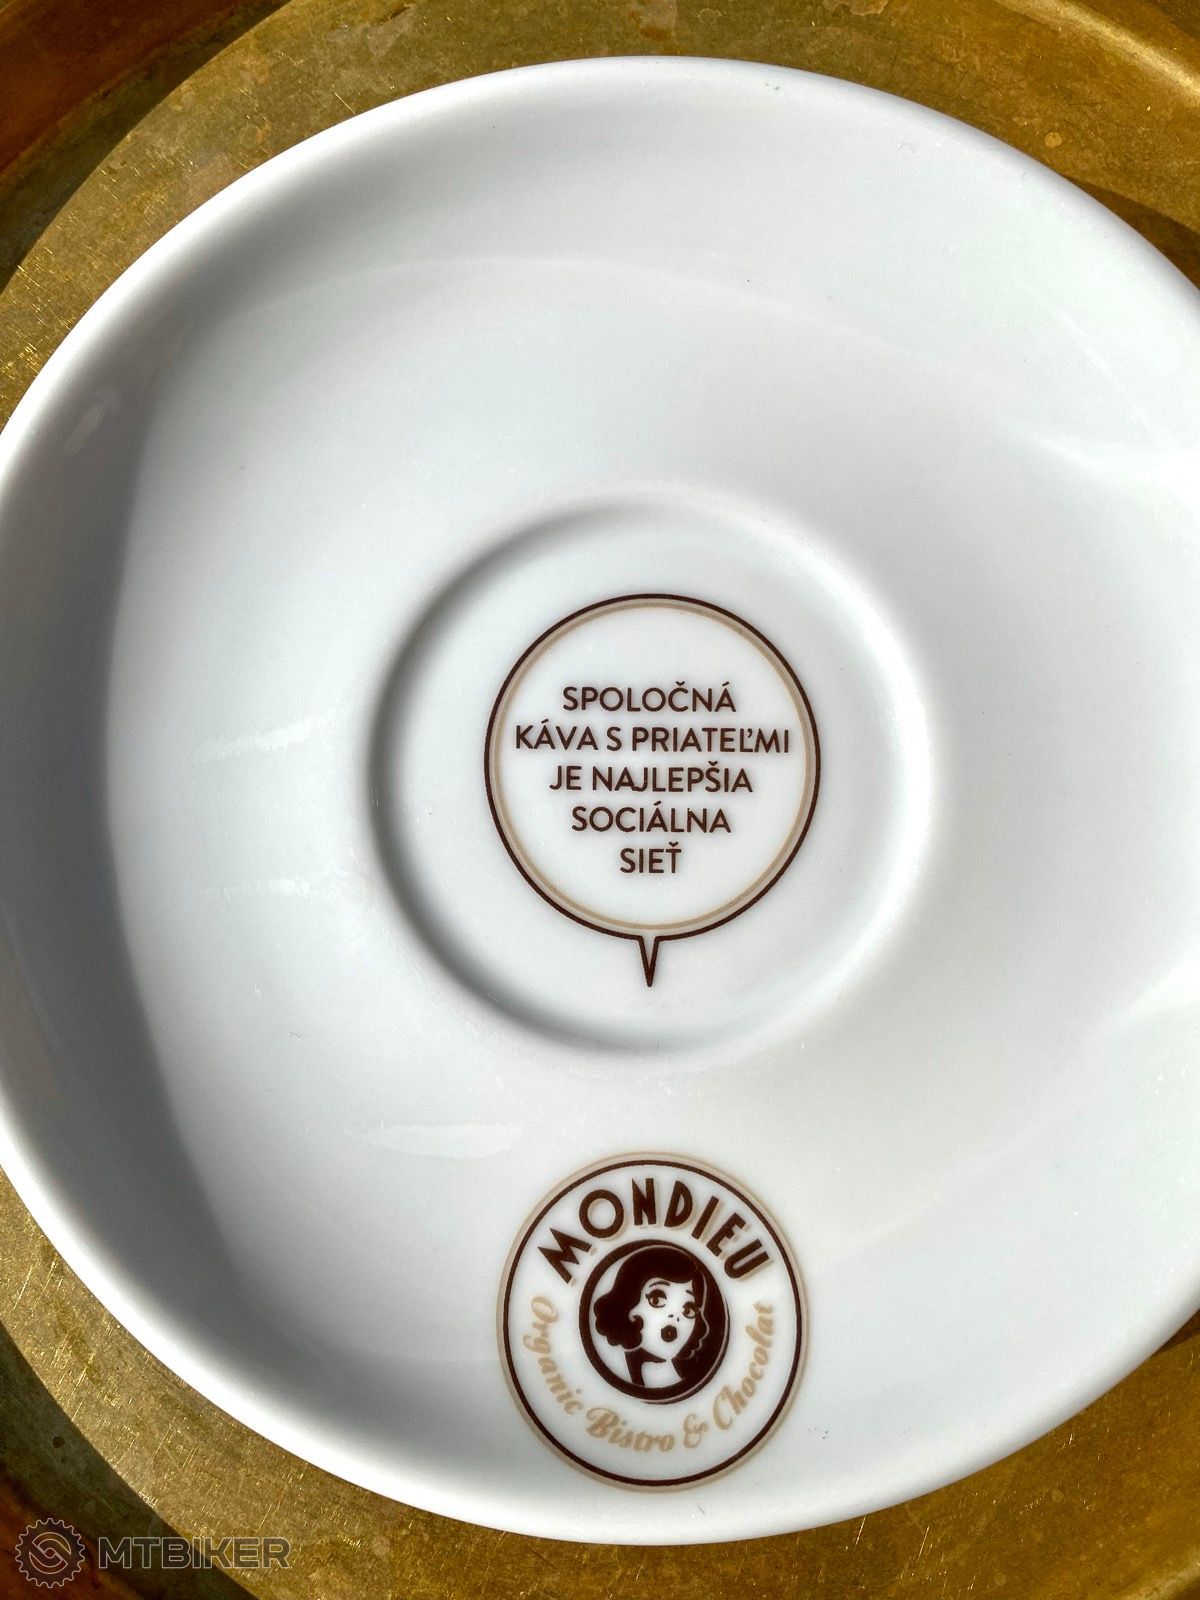 SPOLOČNÁ
KÁVA S PRIATEĽMI
JE NAJLEPŠIA
SOCIÁLNA
SIEŤ
MONDIEU
Organic Bistro & Chocolat
MTBIKER